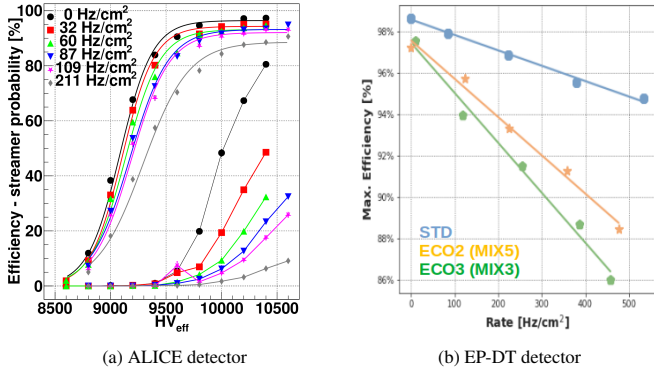 Efficiency - streamer probability [%]
100
80
60
40
20
0
0 Hz/cm²
32 Hz/cm²
60 Hz/cm²
87 Hz/cm²
109 Hz/cm²
211 Hz/cm²
8500 9000 9500 10000 10500
HVeff
(a) ALICE detector
Max. Efficiency [%]
98%
96%
94%
92%
90%
88%
86%
STD
ECO2 (MIX5)
ECO3 (MIX3)
0 100 200 300 400 500
Rate [Hz/cm²]
(b) EP-DT detector